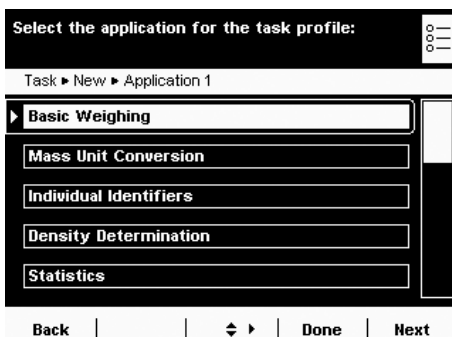 Select the application for the task profile:
Task ▸ New ▸ Application 1
Basic Weighing
Mass Unit Conversion
Individual Identifiers
Density Determination
Statistics
Back Done Next